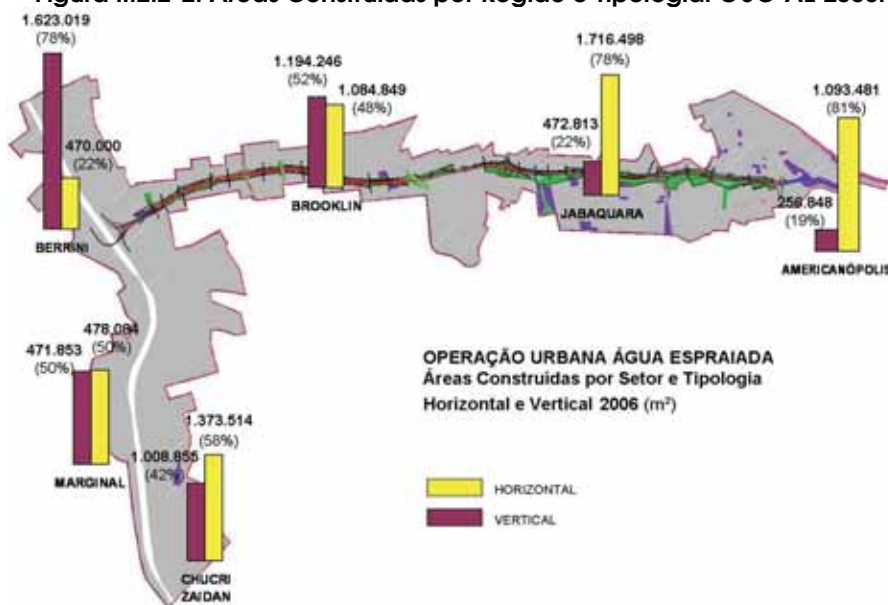 1.623.019
(78%)
470.000
(22%)
BERRINI
1.194.246
(52%)
1.084.849
(48%)
BROOKLIN
1.716.498
(78%)
472.813
(22%)
JABAQUARA
1.093.481
(81%)
256.848
(19%)
AMERICANÓPOLIS
471.853
(50%)
478.084
(50%)
MARGINAL
1.373.514
(58%)
1.008.855
(42%)
CHUCRI
ZAIDAN
OPERAÇÃO URBANA ÁGUA ESPRAIADA
Áreas Construídas por Setor e Tipologia
Horizontal e Vertical 2006 (m²)
HORIZONTAL
VERTICAL